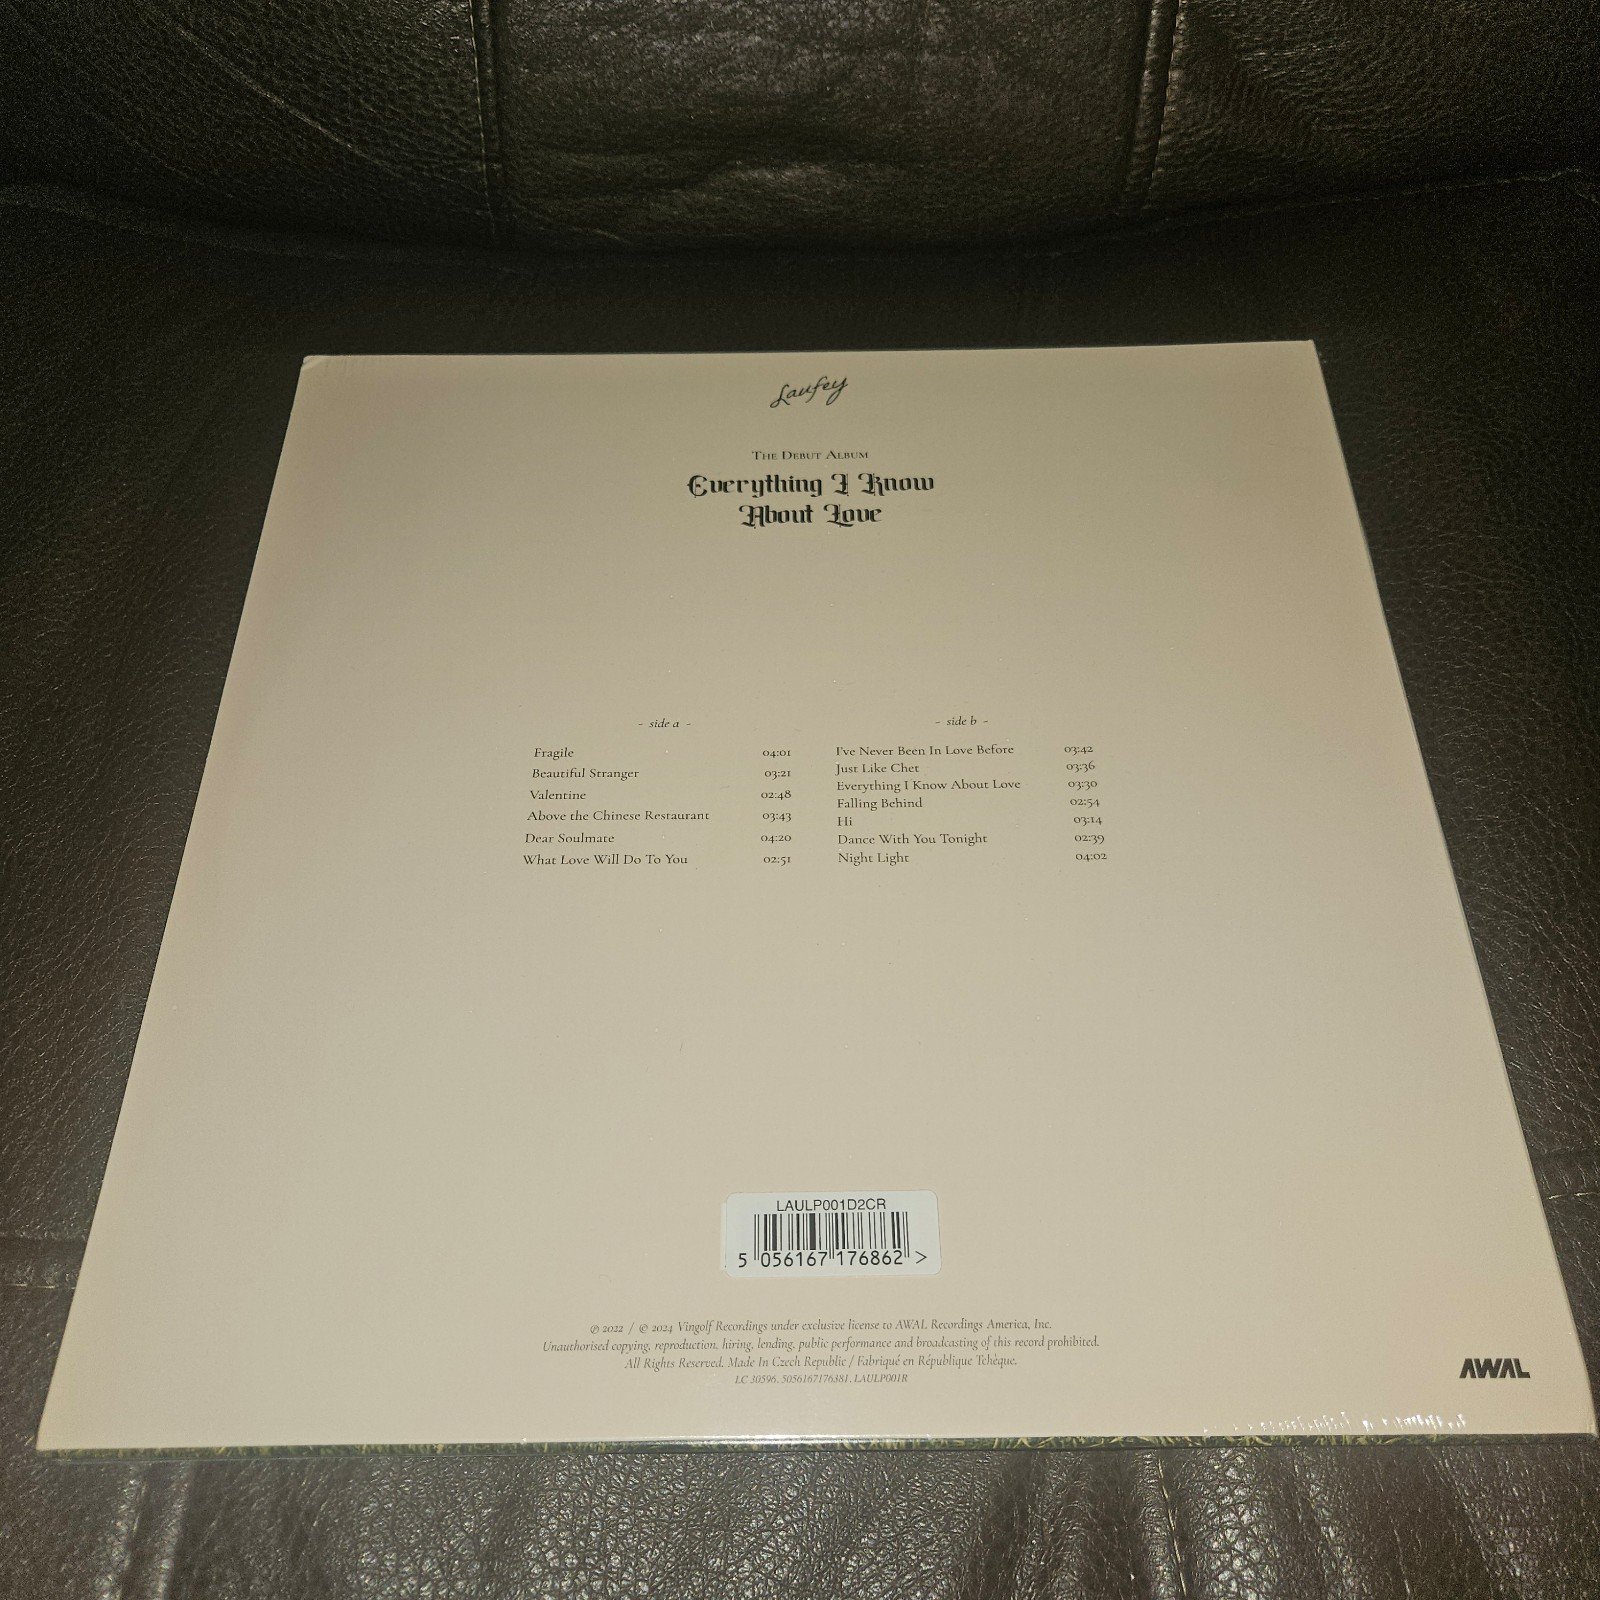 Laufey
The Debut Album
Everything I Know
About Love
- side a -
Fragile 04:01
Beautiful Stranger 03:21
Valentine 02:48
Above the Chinese Restaurant 03:43
Dear Soulmate 04:20
What Love Will Do To You 02:51
- side b -
I've Never Been In Love Before 03:42
Just Like Chet 03:36
Everything I Know About Love 03:30
Falling Behind 02:54
Hi 03:14
Dance With You Tonight 02:39
Night Light 04:02
LAULP001D2CR
5 056167 176862 >
℗ 2022 / © 2024 Vingolf Recordings under exclusive license to AWAL Recordings America, Inc.
Unauthorised copying, reproduction, hiring, lending, public performance and broadcasting of this record prohibited.
All Rights Reserved. Made In Czech Republic / Fabriqué en République Tchèque.
LC 30596. 5056167176381. LAULP001R
AWAL